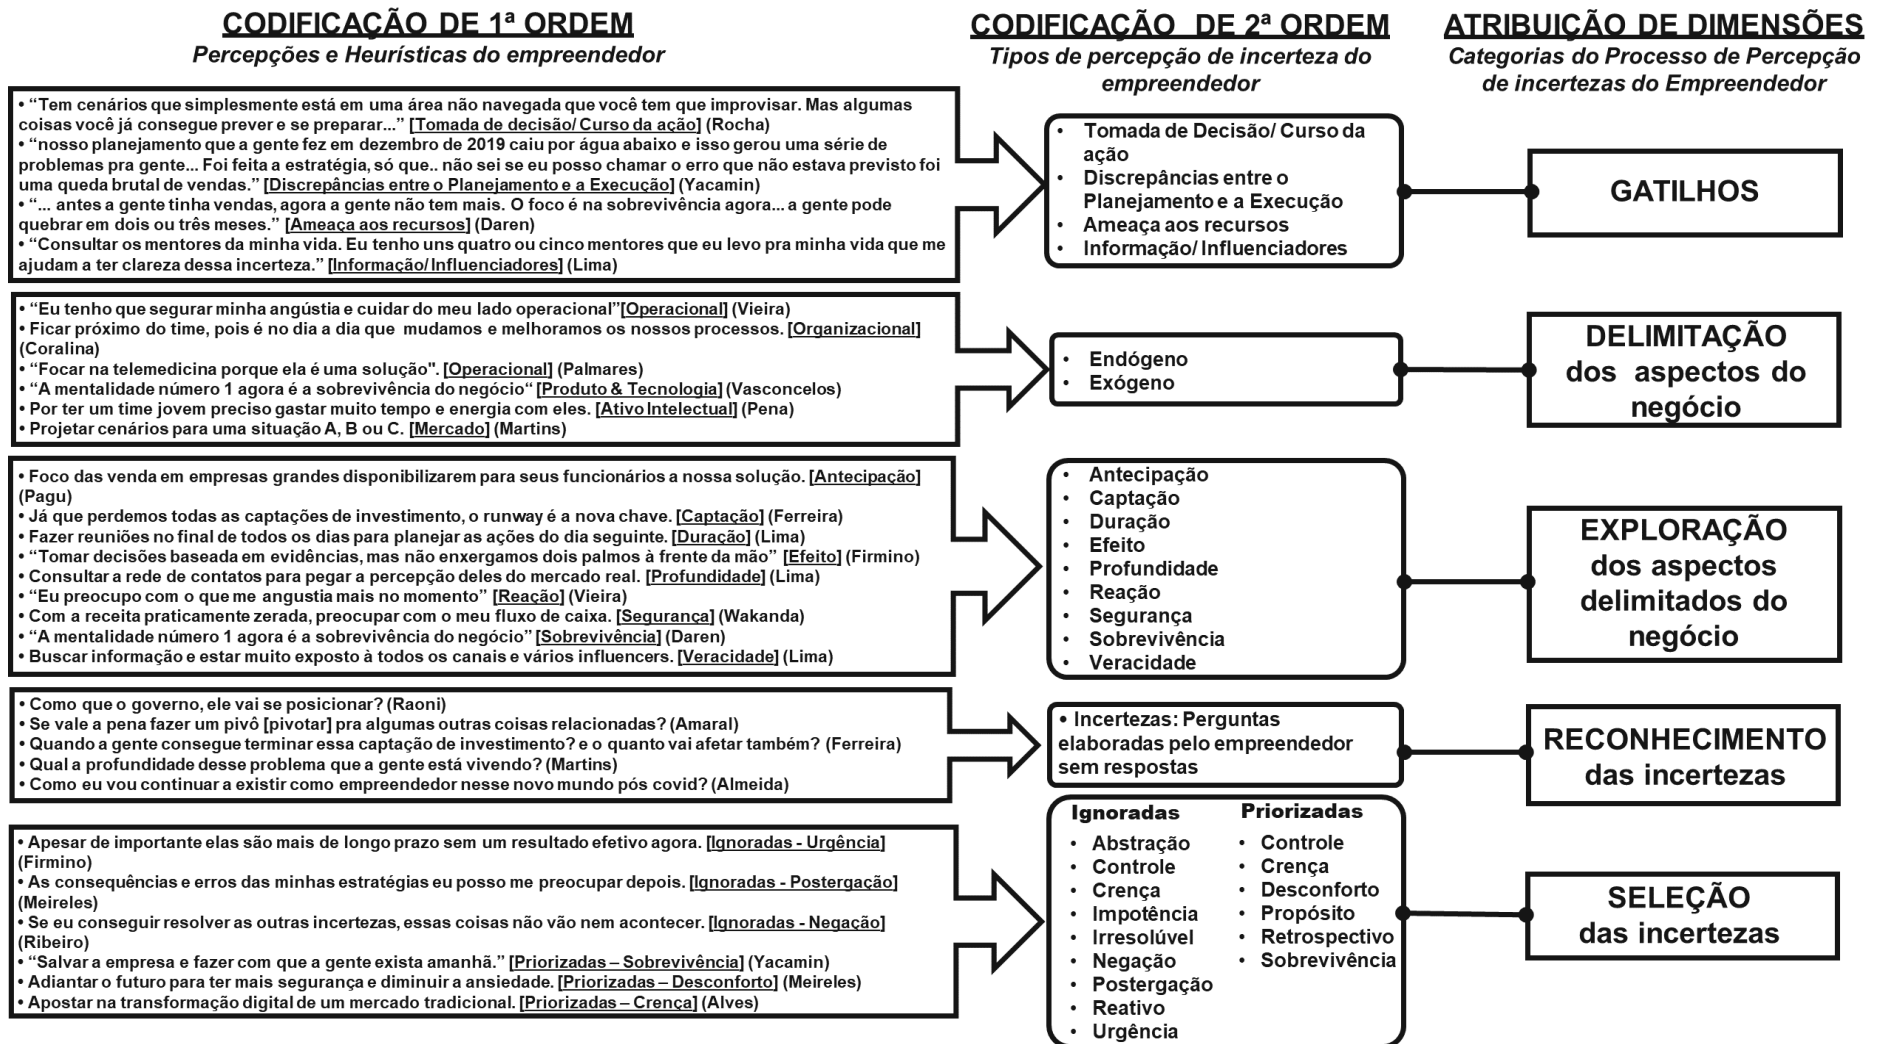 CODIFICAÇÃO DE 1ª ORDEM
Percepções e Heurísticas do empreendedor
• “Tem cenários que simplesmente está em uma área não navegada que você tem que improvisar. Mas algumas
coisas você já consegue prever e se preparar...” [Tomada de decisão/ Curso da ação] (Rocha)
• “nosso planejamento que a gente fez em dezembro de 2019 caiu por água abaixo e isso gerou uma série de
problemas pra gente... Foi feita a estratégia, só que.. não sei se eu posso chamar o erro que não estava previsto foi
uma queda brutal de vendas.” [Discrepâncias entre o Planejamento e a Execução] (Yacamin)
• “... antes a gente tinha vendas, agora a gente não tem mais. O foco é na sobrevivência agora... a gente pode
quebrar em dois ou três meses.” [Ameaça aos recursos] (Daren)
• “Consultar os mentores da minha vida. Eu tenho uns quatro ou cinco mentores que eu levo pra minha vida que me
ajudam a ter clareza dessa incerteza.” [Informação/ Influenciadores] (Lima)
• “Eu tenho que segurar minha angústia e cuidar do meu lado operacional”[Operacional] (Vieira)
• Ficar próximo do time, pois é no dia a dia que mudamos e melhoramos os nossos processos. [Organizacional]
(Coralina)
• “Focar na telemedicina porque ela é uma solução". [Operacional] (Palmares)
• “A mentalidade número 1 agora é a sobrevivência do negócio“ [Produto & Tecnologia] (Vasconcelos)
• Por ter um time jovem preciso gastar muito tempo e energia com eles. [Ativo Intelectual] (Pena)
• Projetar cenários para uma situação A, B ou C. [Mercado] (Martins)
• Foco das venda em empresas grandes disponibilizarem para seus funcionários a nossa solução. [Antecipação]
(Pagu)
• Já que perdemos todas as captações de investimento, o runway é a nova chave. [Captação] (Ferreira)
• Fazer reuniões no final de todos os dias para planejar as ações do dia seguinte. [Duração] (Lima)
• “Tomar decisões baseada em evidências, mas não enxergamos dois palmos à frente da mão” [Efeito] (Firmino)
• Consultar a rede de contatos para pegar a percepção deles do mercado real. [Profundidade] (Lima)
• “Eu preocupo com o que me angustia mais no momento” [Reação] (Vieira)
• Com a receita praticamente zerada, preocupar com o meu fluxo de caixa. [Segurança] (Wakanda)
• “A mentalidade número 1 agora é a sobrevivência do negócio” [Sobrevivência] (Daren)
• Buscar informação e estar muito exposto à todos os canais e vários influencers. [Veracidade] (Lima)
• Como que o governo, ele vai se posicionar? (Raoni)
• Se vale a pena fazer um pivô [pivotar] pra algumas outras coisas relacionadas? (Amaral)
• Quando a gente consegue terminar essa captação de investimento? e o quanto vai afetar também? (Ferreira)
• Qual a profundidade desse problema que a gente está vivendo? (Martins)
• Como eu vou continuar a existir como empreendedor nesse novo mundo pós covid? (Almeida)
• Apesar de importante elas são mais de longo prazo sem um resultado efetivo agora. [Ignoradas - Urgência]
(Firmino)
• As consequências e erros das minhas estratégias eu posso me preocupar depois. [Ignoradas - Postergação]
(Meireles)
• Se eu conseguir resolver as outras incertezas, essas coisas não vão nem acontecer. [Ignoradas - Negação]
(Ribeiro)
• “Salvar a empresa e fazer com que a gente exista amanhã.” [Priorizadas – Sobrevivência] (Yacamin)
• Adiantar o futuro para ter mais segurança e diminuir a ansiedade. [Priorizadas – Desconforto] (Meireles)
• Apostar na transformação digital de um mercado tradicional. [Priorizadas – Crença] (Alves)
CODIFICAÇÃO DE 2ª ORDEM
Tipos de percepção de incerteza do
empreendedor
• Tomada de Decisão/ Curso da
ação
• Discrepâncias entre o
Planejamento e a Execução
• Ameaça aos recursos
• Informação/ Influenciadores
• Endógeno
• Exógeno
• Antecipação
• Captação
• Duração
• Efeito
• Profundidade
• Reação
• Segurança
• Sobrevivência
• Veracidade
• Incertezas: Perguntas
elaboradas pelo empreendedor
sem respostas
Ignoradas
• Abstração
• Controle
• Crença
• Impotência
• Irresolúvel
• Negação
• Postergação
• Reativo
• Urgência
Priorizadas
• Controle
• Crença
• Desconforto
• Propósito
• Retrospectivo
• Sobrevivência
ATRIBUIÇÃO DE DIMENSÕES
Categorias do Processo de Percepção
de incertezas do Empreendedor
GATILHOS
DELIMITAÇÃO
dos aspectos do
negócio
EXPLORAÇÃO
dos aspectos
delimitados do
negócio
RECONHECIMENTO
das incertezas
SELEÇÃO
das incertezas